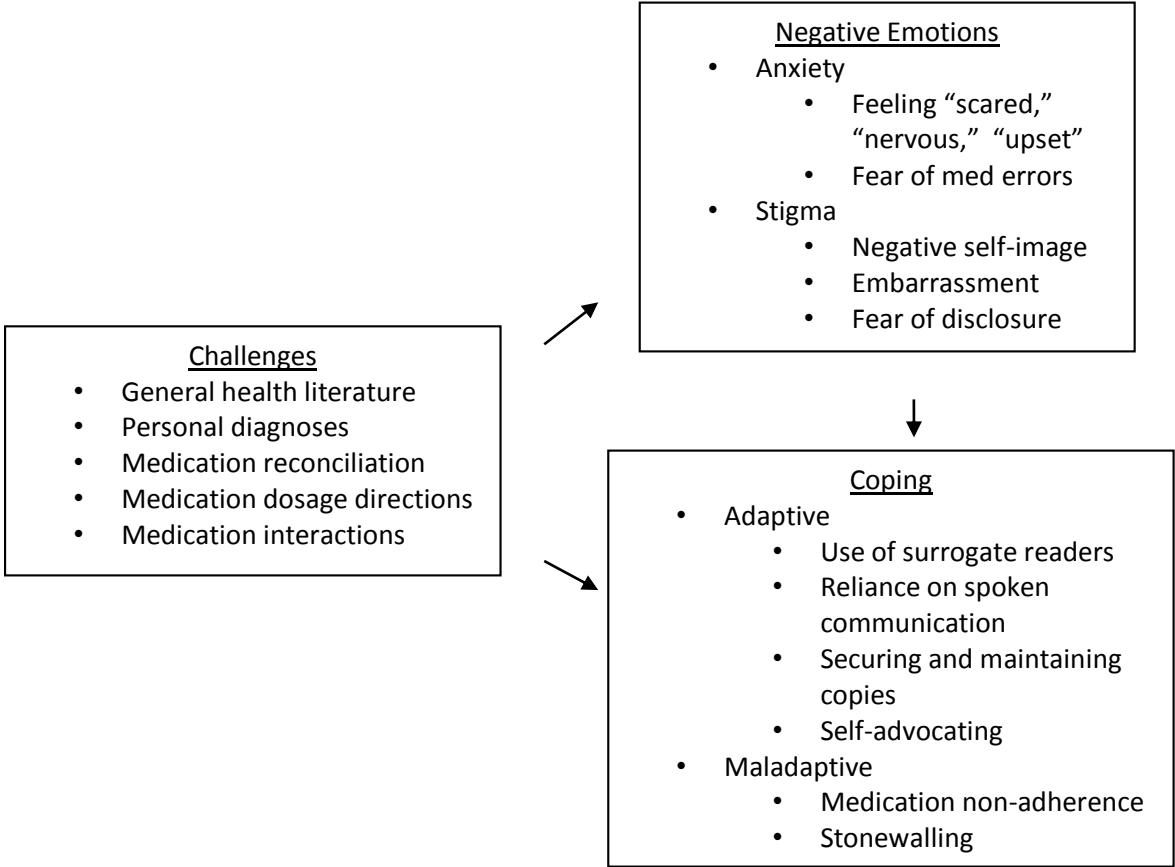 Negative Emotions
• Anxiety
• Feeling “scared,”
“nervous,” “upset”
• Fear of med errors
• Stigma
• Negative self-image
• Embarrassment
• Fear of disclosure
Challenges
• General health literature
• Personal diagnoses
• Medication reconciliation
• Medication dosage directions
• Medication interactions
Coping
• Adaptive
• Use of surrogate readers
• Reliance on spoken
communication
• Securing and maintaining
copies
• Self-advocating
• Maladaptive
• Medication non-adherence
• Stonewalling